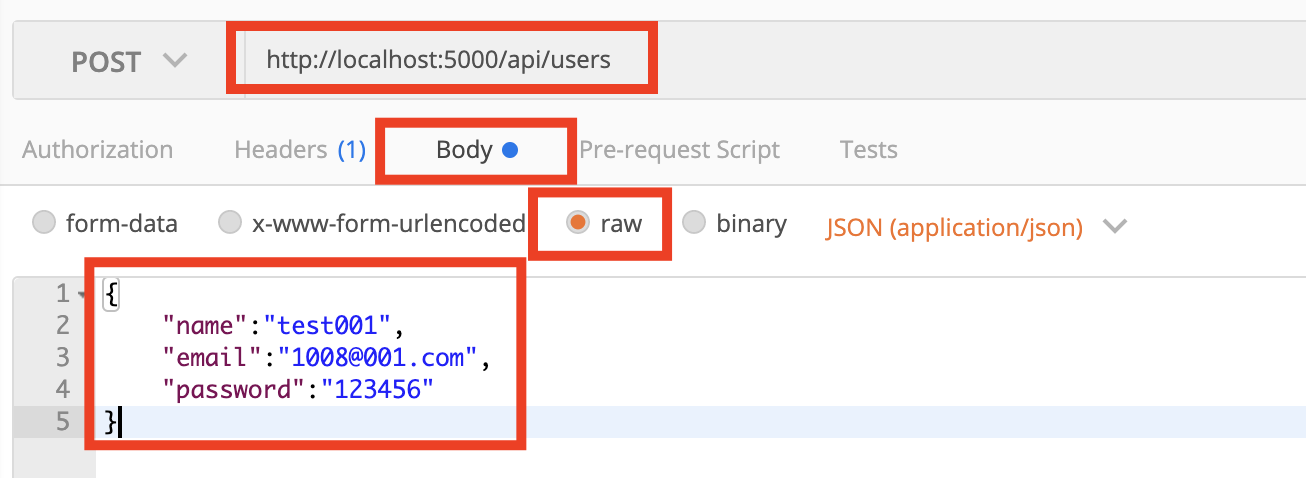 POST http://localhost:5000/api/users
Authorization Headers (1) Body Pre-request Script Tests
form-data x-www-form-urlencoded raw binary JSON (application/json)
1 {
2 "name":"test001",
3 "email":"1008@001.com",
4 "password":"123456"
5 }